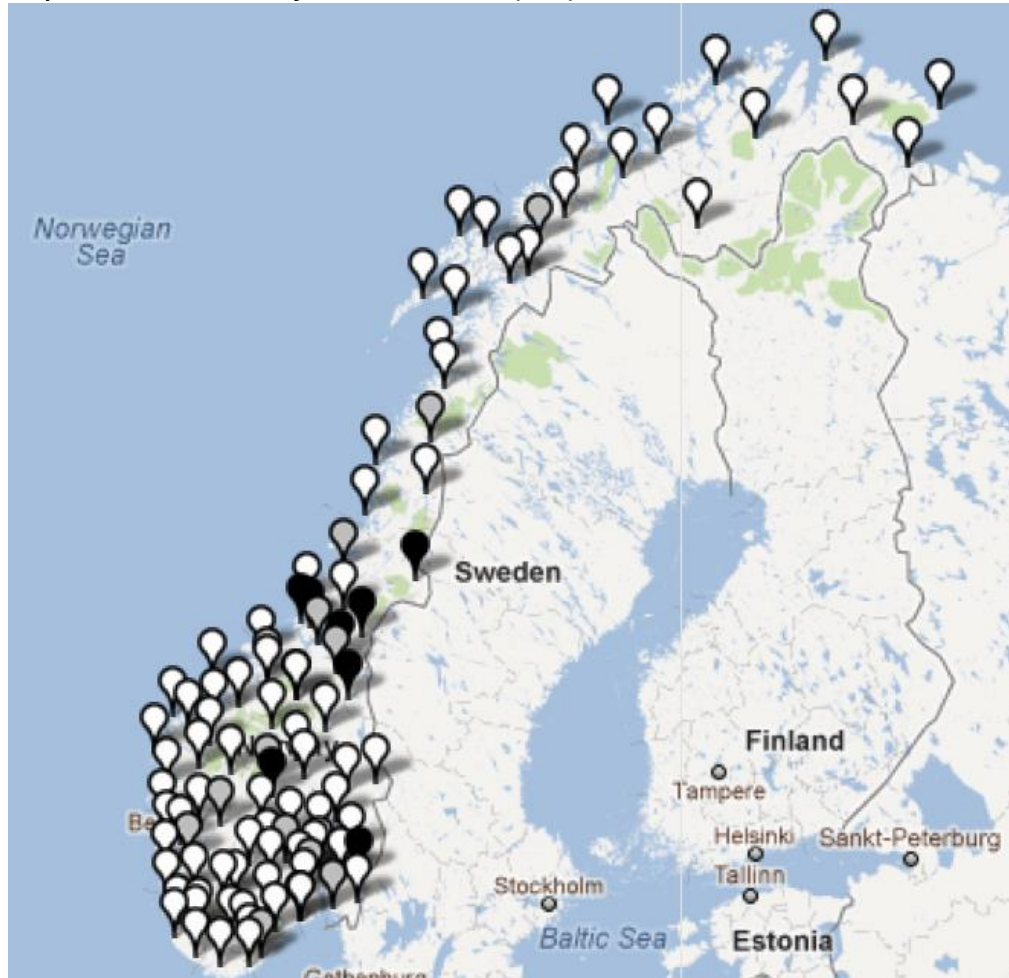 Norwegian
Sea
Sweden
Finland
Tampere
Helsinki
Sankt-Peterburg
Tallinn
Stockholm
Baltic Sea
Estonia